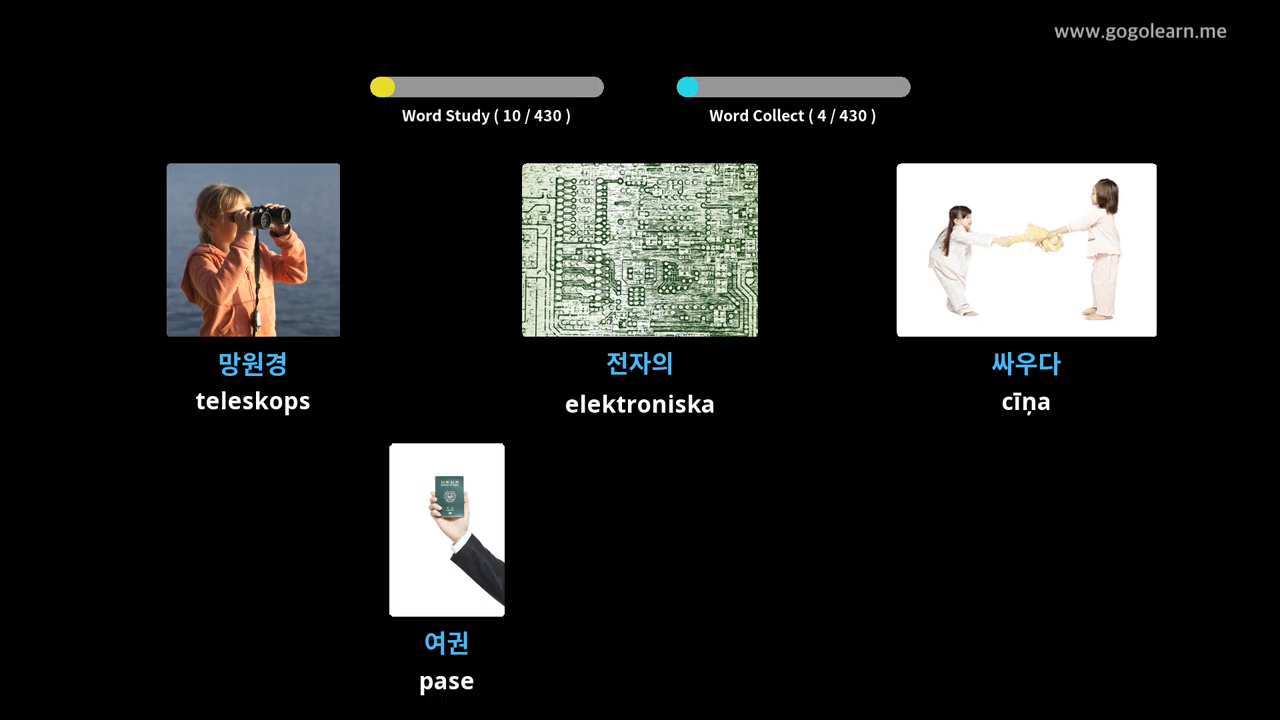 www.gogolearn.me
Word Study ( 10 / 430 )
Word Collect ( 4 / 430 )
망원경
teleskops
전자의
elektroniska
싸우다
cīņa
여권
pase